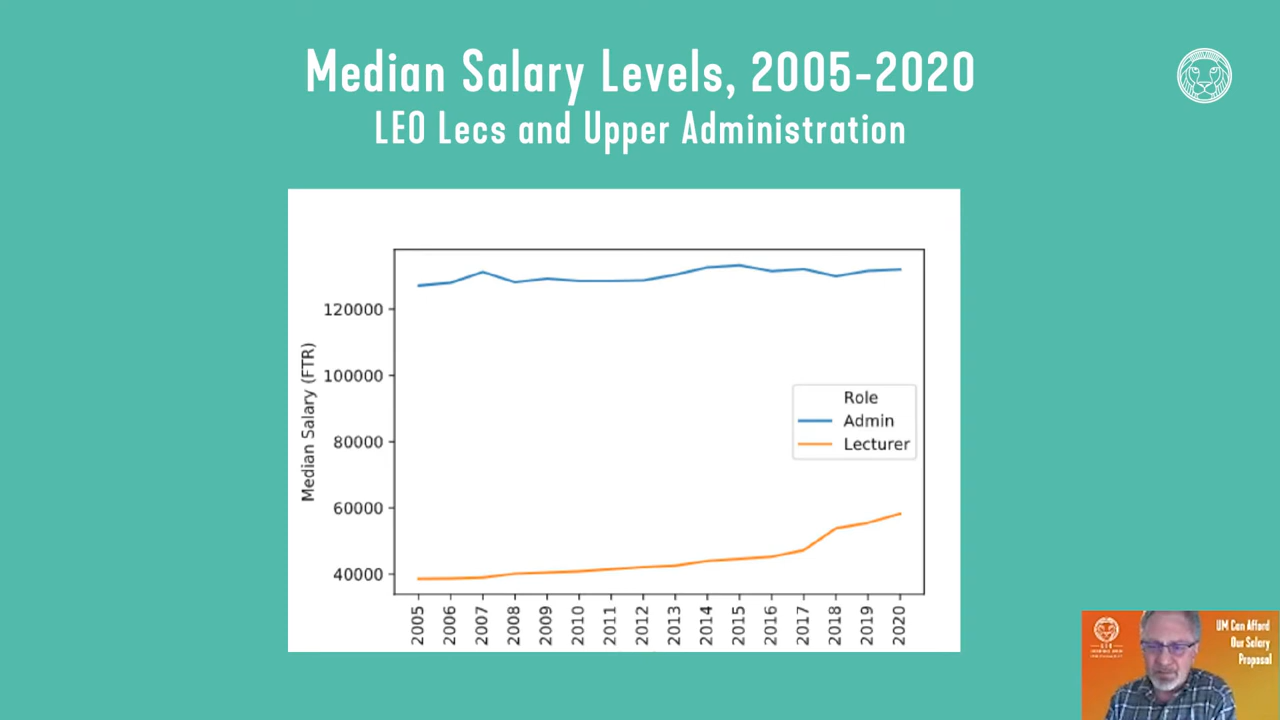 Median Salary Levels, 2005-2020
LEO Lecs and Upper Administration
Median Salary (FTR)
120000
100000
80000
60000
40000
Role
Admin
Lecturer
2005 2006 2007 2008 2009 2010 2011 2012 2013 2014 2015 2016 2017 2018 2019 2020
LEO
UM Can Afford
Our Salary
Proposal